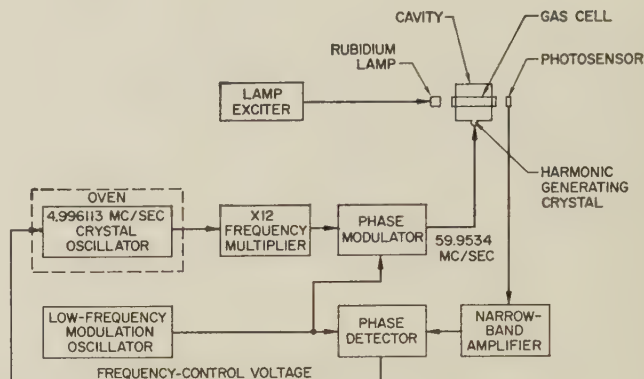 CAVITY
GAS CELL
RUBIDIUM
LAMP
PHOTOSENSOR
LAMP
EXCITER
HARMONIC
GENERATING
CRYSTAL
OVEN
4.996113 MC/SEC
CRYSTAL
OSCILLATOR
X12
FREQUENCY
MULTIPLIER
PHASE
MODULATOR
59.9534
MC/SEC
LOW-FREQUENCY
MODULATION
OSCILLATOR
PHASE
DETECTOR
NARROW-
BAND
AMPLIFIER
FREQUENCY-CONTROL VOLTAGE